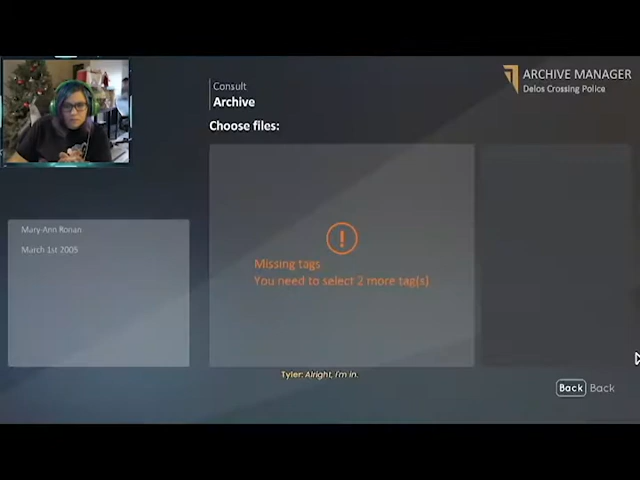 Consult
Archive
ARCHIVE MANAGER
Delos Crossing Police
Choose files:
Mary-Ann Ronan
March 1st 2005
Missing tags
You need to select 2 more tag(s)
Tyler: Alright, I'm in.
Back Back